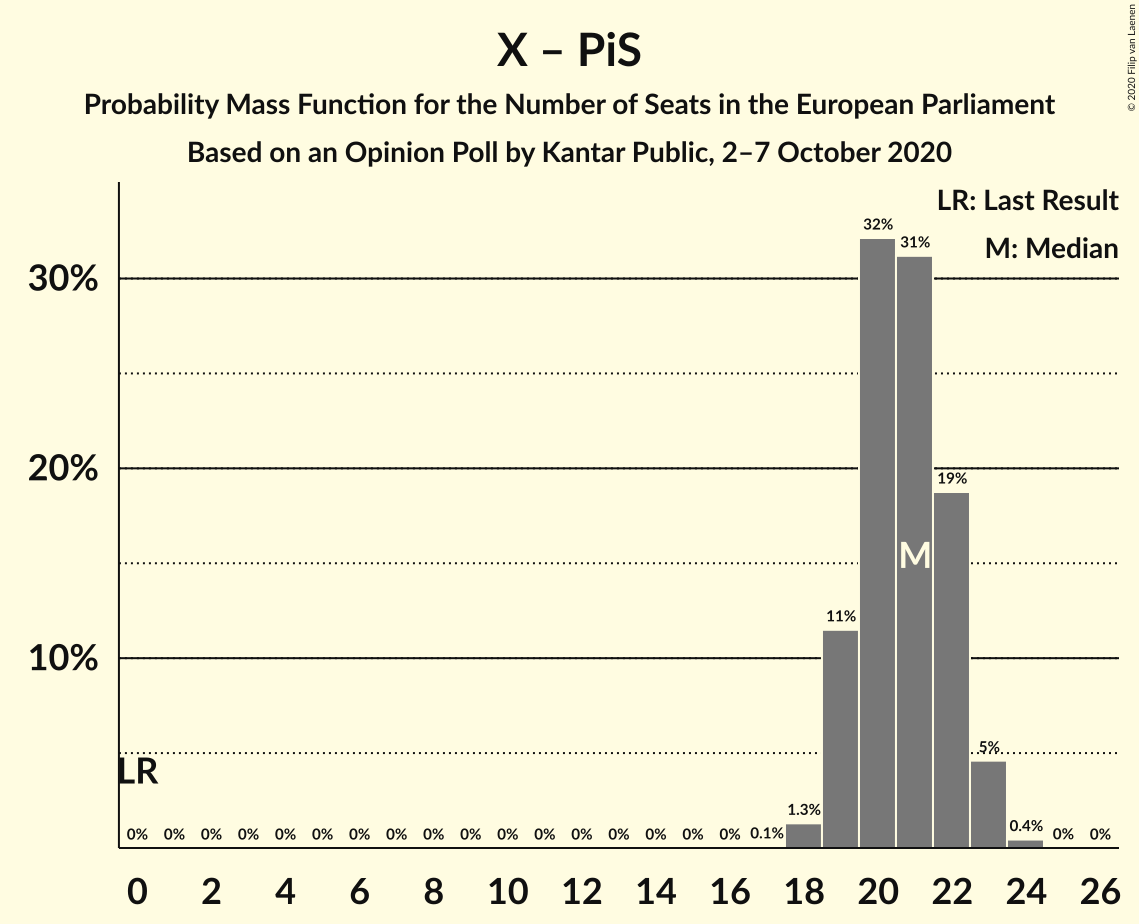 X – PiS
Probability Mass Function for the Number of Seats in the European Parliament
Based on an Opinion Poll by Kantar Public, 2–7 October 2020
© 2020 Filip van Laenen
LR: Last Result
M: Median
30%
20%
10%
LR
M
0% 0% 0% 0% 0% 0% 0% 0% 0% 0% 0% 0% 0% 0% 0% 0% 0% 0.1% 1.3% 11% 32% 31% 19% 5% 0.4% 0% 0%
0 2 4 6 8 10 12 14 16 18 20 22 24 26